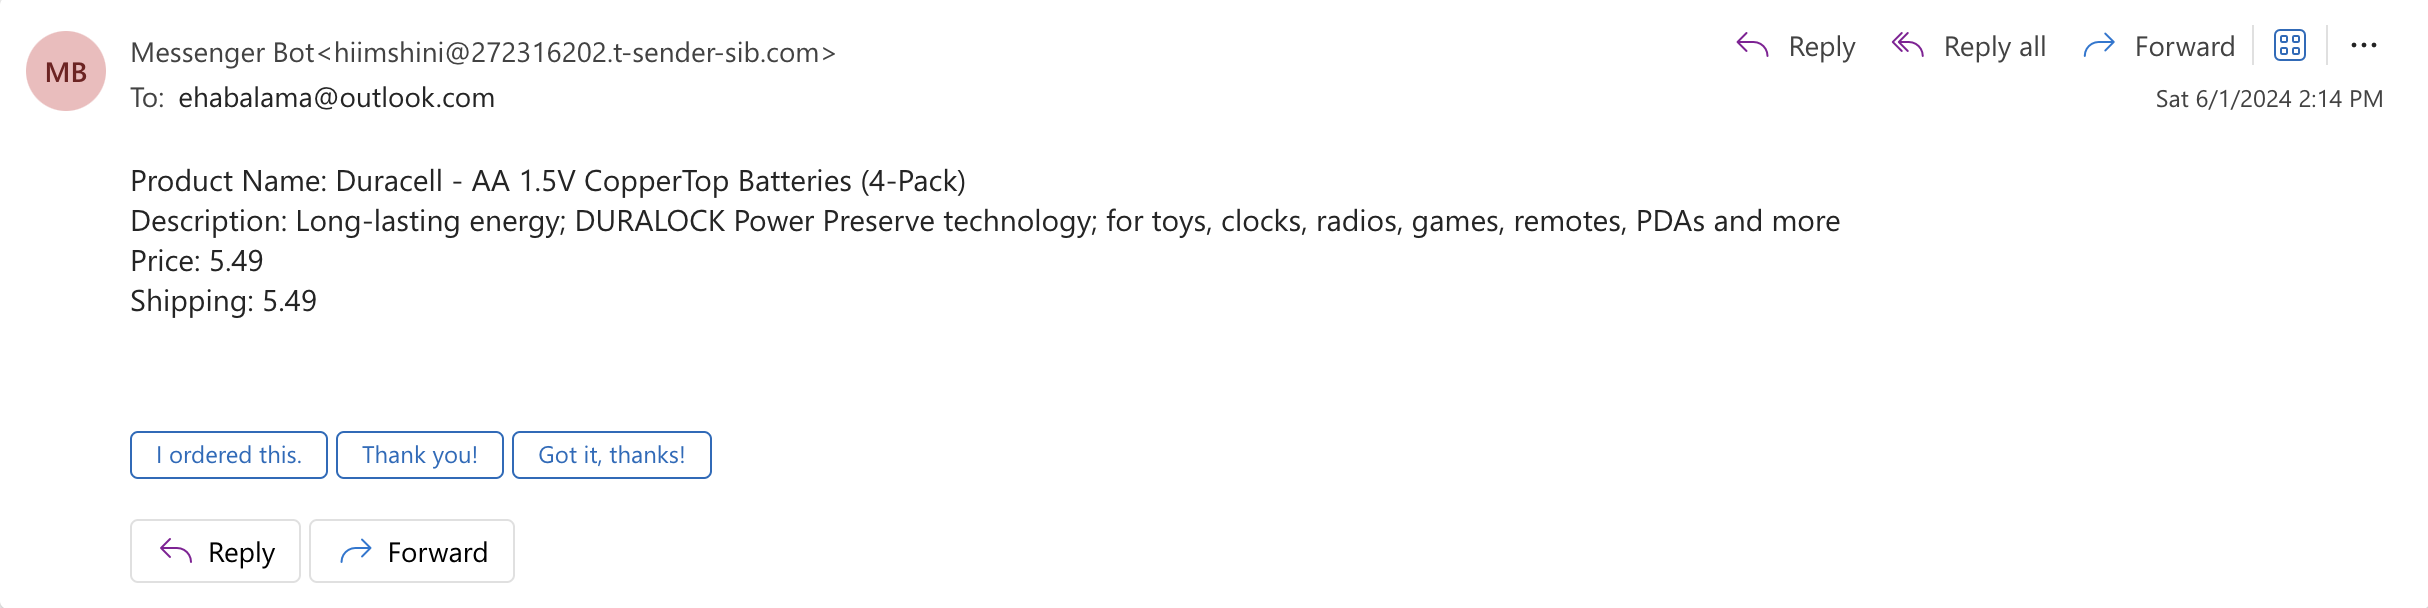 MB
Messenger Bot<hiimshini@272316202.t-sender-sib.com>
Reply
Reply all
Forward
To: ehabalama@outlook.com
Sat 6/1/2024 2:14 PM
Product Name: Duracell - AA 1.5V CopperTop Batteries (4-Pack)
Description: Long-lasting energy; DURALOCK Power Preserve technology; for toys, clocks, radios, games, remotes, PDAs and more
Price: 5.49
Shipping: 5.49
I ordered this.
Thank you!
Got it, thanks!
Reply
Forward